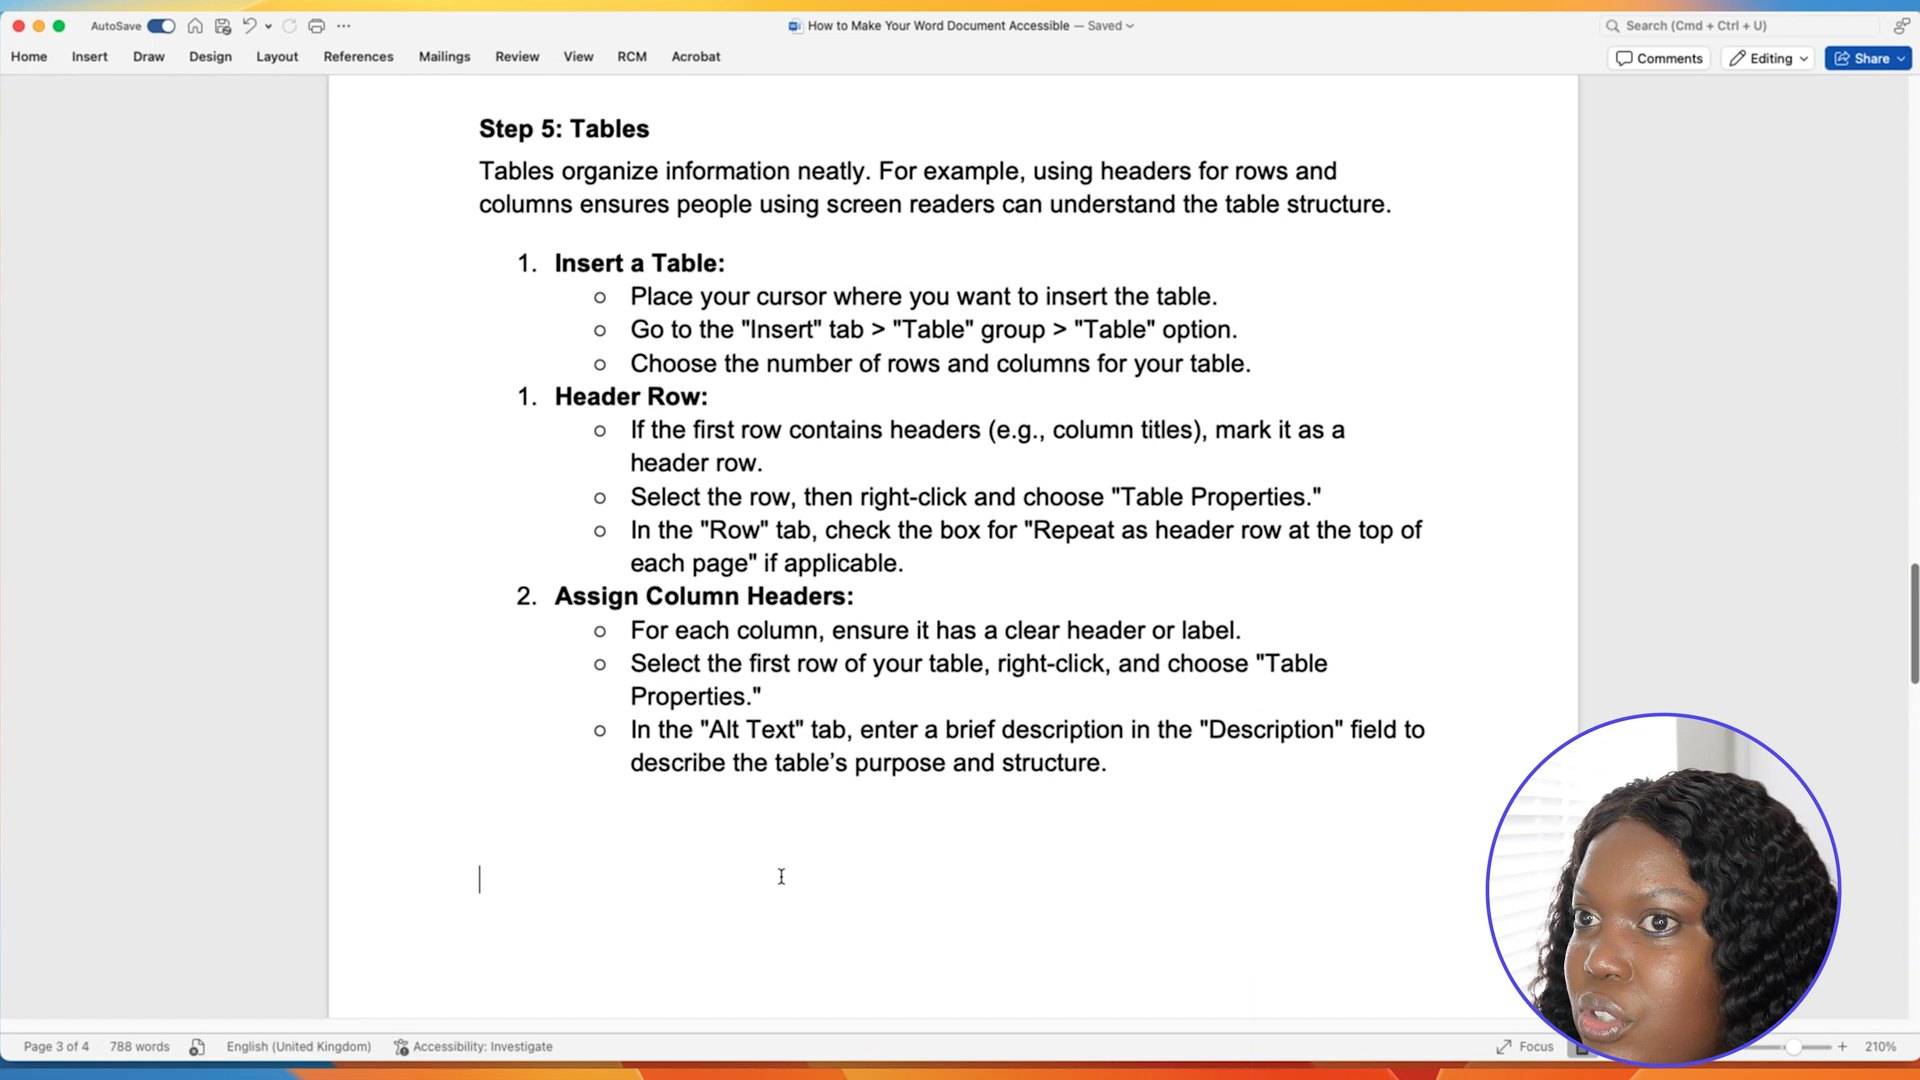 AutoSave
How to Make Your Word Document Accessible — Saved
Search (Cmd + Ctrl + U)
Home Insert Draw Design Layout References Mailings Review View RCM Acrobat
Comments Editing Share
Step 5: Tables
Tables organize information neatly. For example, using headers for rows and
columns ensures people using screen readers can understand the table structure.
1. Insert a Table:
○ Place your cursor where you want to insert the table.
○ Go to the "Insert" tab > "Table" group > "Table" option.
○ Choose the number of rows and columns for your table.
1. Header Row:
○ If the first row contains headers (e.g., column titles), mark it as a
header row.
○ Select the row, then right-click and choose "Table Properties."
○ In the "Row" tab, check the box for "Repeat as header row at the top of
each page" if applicable.
2. Assign Column Headers:
○ For each column, ensure it has a clear header or label.
○ Select the first row of your table, right-click, and choose "Table
Properties."
○ In the "Alt Text" tab, enter a brief description in the "Description" field to
describe the table’s purpose and structure.
Page 3 of 4 788 words English (United Kingdom) Accessibility: Investigate
Focus
210%